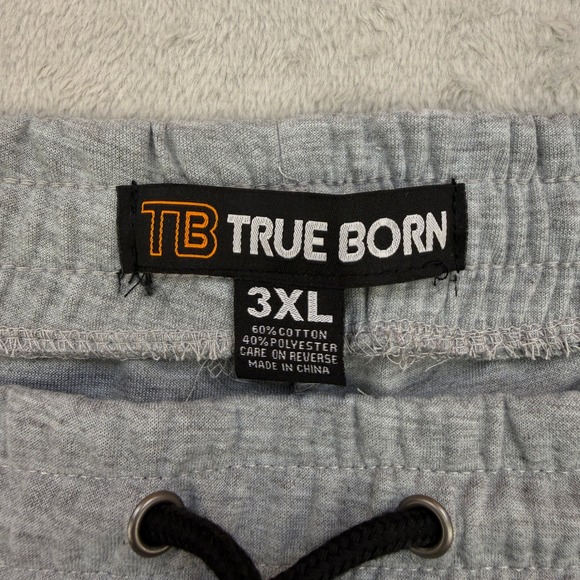 TB TRUE BORN
3XL
60% COTTON
40% POLYESTER
CARE ON REVERSE
MADE IN CHINA